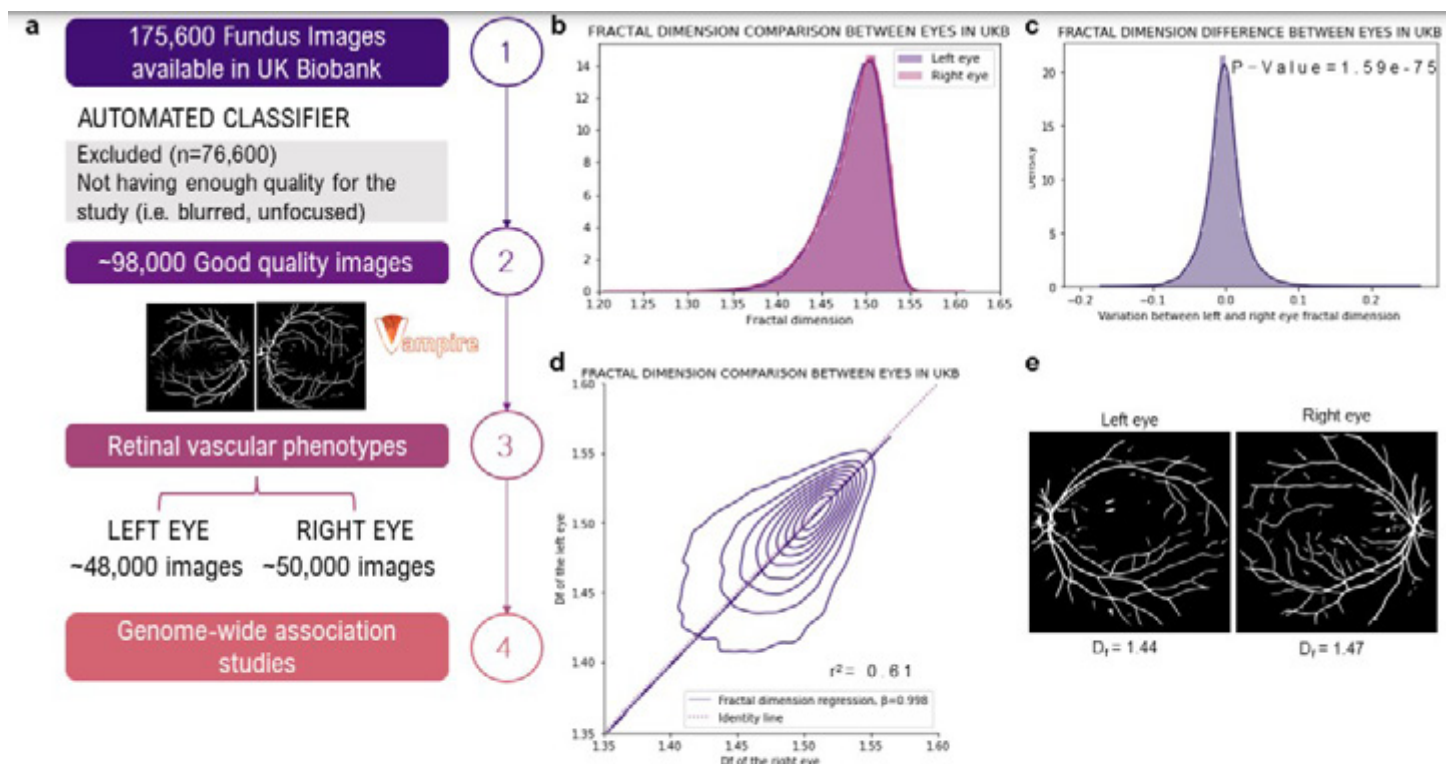 a
175,600 Fundus Images
available in UK Biobank
1
AUTOMATED CLASSIFIER
Excluded (n=76,600)
Not having enough quality for the
study (i.e. blurred, unfocused)
~98,000 Good quality images
2
Vampire
Retinal vascular phenotypes
3
LEFT EYE
~48,000 images
RIGHT EYE
~50,000 images
Genome-wide association
studies
4
b
FRACTAL DIMENSION COMPARISON BETWEEN EYES IN UKB
Left eye
Right eye
14
12
10
8
6
4
2
0
1.20 1.25 1.30 1.35 1.40 1.45 1.50 1.55 1.60 1.65
Fractal dimension
c
FRACTAL DIMENSION DIFFERENCE BETWEEN EYES IN UKB
P-Value=1.59e-75
20
15
10
5
0
Density
−0.2 −0.1 0.0 0.1 0.2
Variation between left and right eye fractal dimension
d
FRACTAL DIMENSION COMPARISON BETWEEN EYES IN UKB
1.60
1.55
1.50
1.45
1.40
1.35
Df of the left eye
r²= 0.61
Fractal dimension regression, β=0.998
Identity line
1.35 1.40 1.45 1.50 1.55 1.60
Df of the right eye
e
Left eye
Right eye
Df = 1.44
Df = 1.47